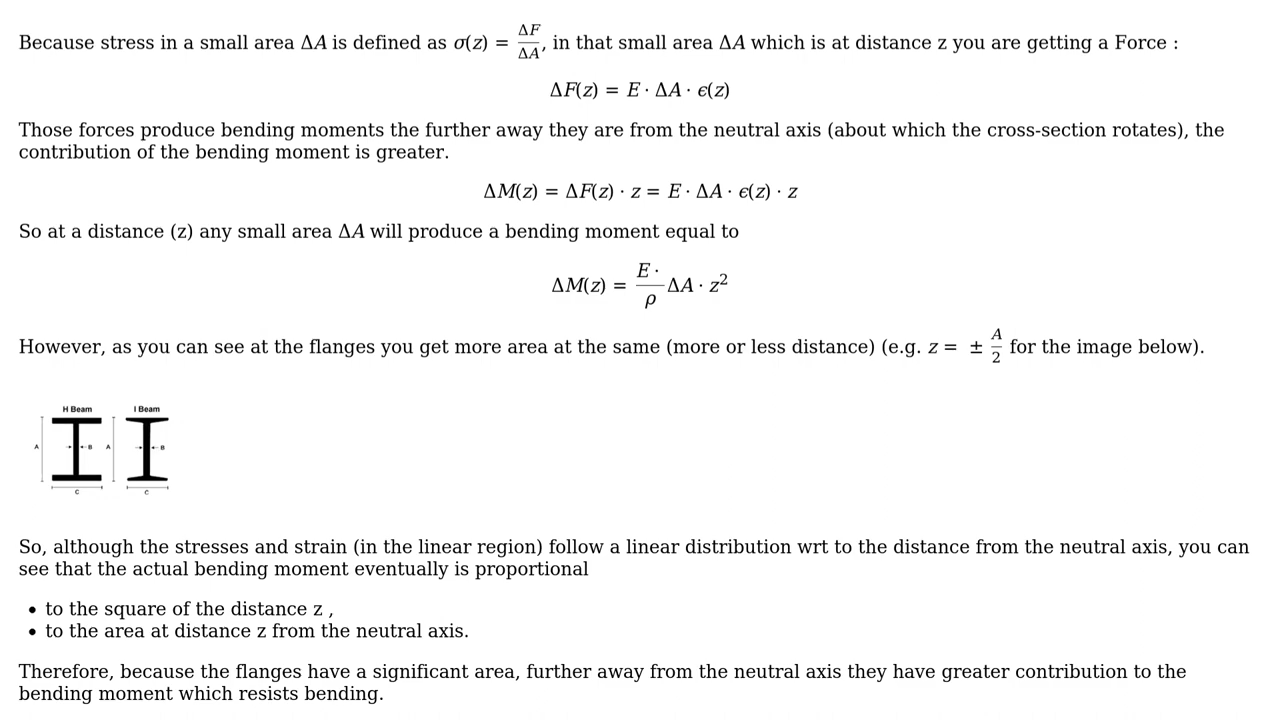 Because stress in a small area ΔA is defined as σ(z) = ΔF/ΔA, in that small area ΔA which is at distance z you are getting a Force :
ΔF(z) = E · ΔA · ϵ(z)
Those forces produce bending moments the further away they are from the neutral axis (about which the cross-section rotates), the
contribution of the bending moment is greater.
ΔM(z) = ΔF(z) · z = E · ΔA · ϵ(z) · z
So at a distance (z) any small area ΔA will produce a bending moment equal to
ΔM(z) = E·/ρ ΔA · z²
However, as you can see at the flanges you get more area at the same (more or less distance) (e.g. z = ± A/2 for the image below).
H Beam I Beam
A B A B
C C
So, although the stresses and strain (in the linear region) follow a linear distribution wrt to the distance from the neutral axis, you can
see that the actual bending moment eventually is proportional
• to the square of the distance z ,
• to the area at distance z from the neutral axis.
Therefore, because the flanges have a significant area, further away from the neutral axis they have greater contribution to the
bending moment which resists bending.